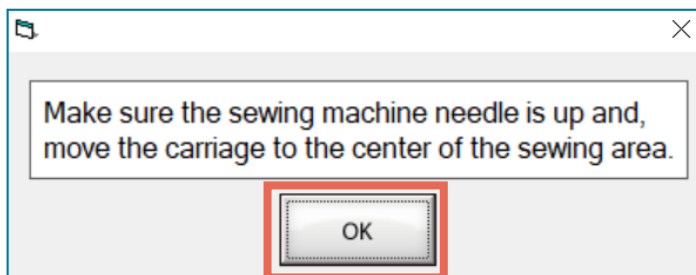 Make sure the sewing machine needle is up and,
move the carriage to the center of the sewing area.
OK